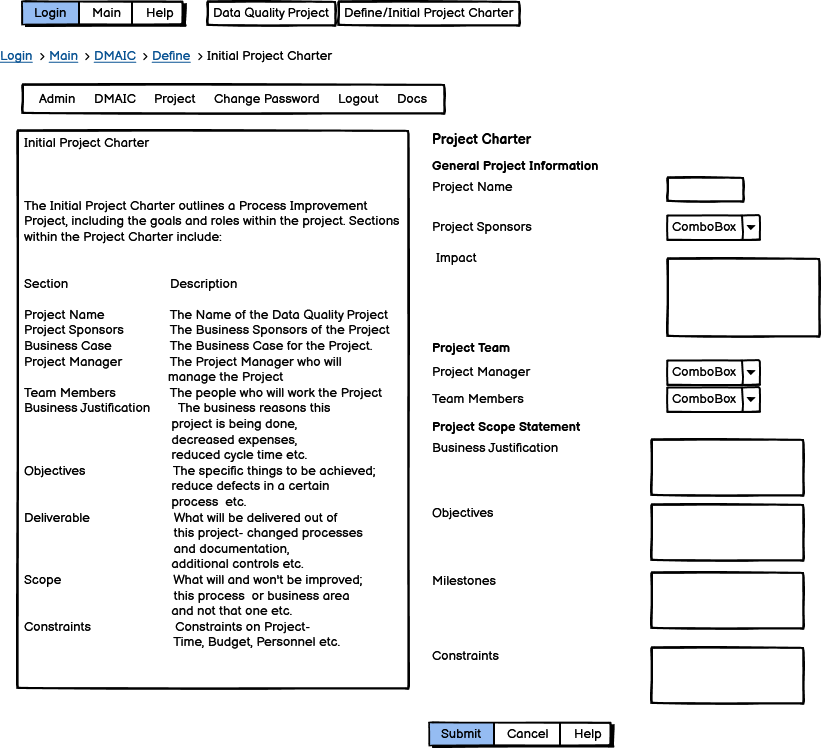 Login Main Help Data Quality Project Define/Initial Project Charter
Login > Main > DMAIC > Define > Initial Project Charter
Admin DMAIC Project Change Password Logout Docs
Initial Project Charter
The Initial Project Charter outlines a Process Improvement
Project, including the goals and roles within the project. Sections
within the Project Charter include:
Section Description
Project Name The Name of the Data Quality Project
Project Sponsors The Business Sponsors of the Project
Business Case The Business Case for the Project.
Project Manager The Project Manager who will
manage the Project
Team Members The people who will work the Project
Business Justification The business reasons this
project is being done,
decreased expenses,
reduced cycle time etc.
Objectives The specific things to be achieved;
reduce defects in a certain
process etc.
Deliverable What will be delivered out of
this project- changed processes
and documentation,
additional controls etc.
Scope What will and won't be improved;
this process or business area
and not that one etc.
Constraints Constraints on Project-
Time, Budget, Personnel etc.
Project Charter
General Project Information
Project Name
Project Sponsors ComboBox
Impact
Project Team
Project Manager ComboBox
Team Members ComboBox
Project Scope Statement
Business Justification
Objectives
Milestones
Constraints
Submit Cancel Help